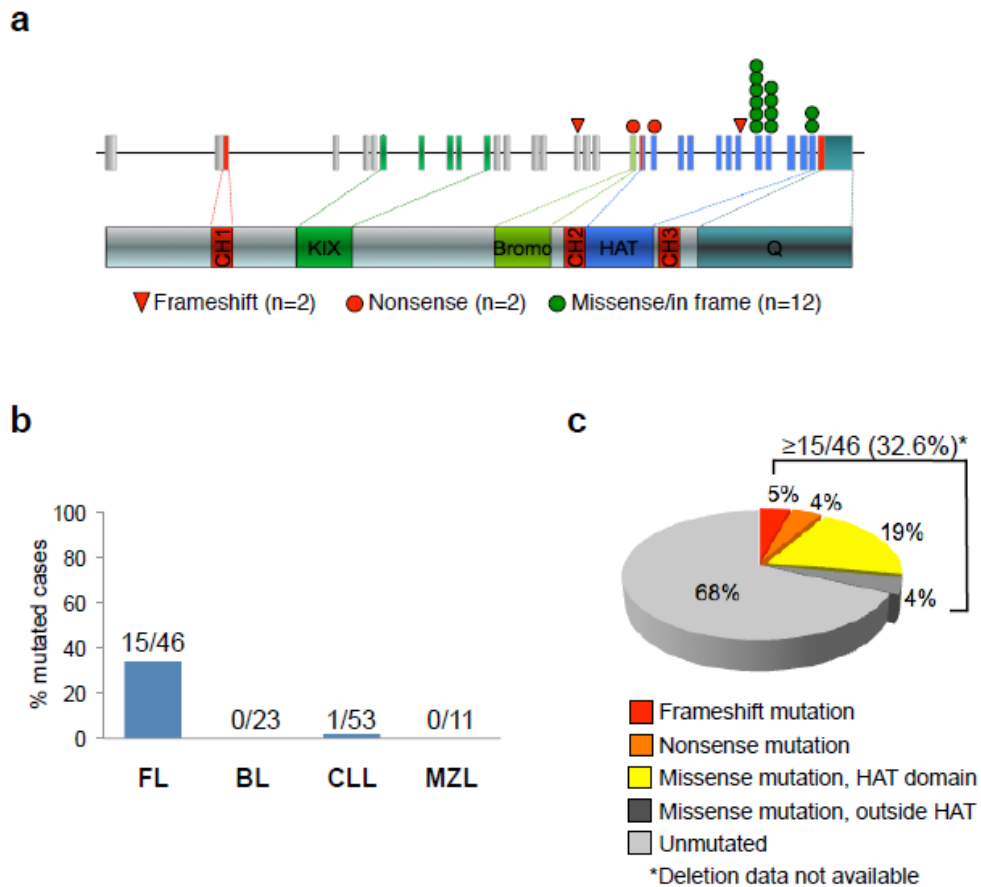 a
CH1 KIX Bromo CH2 HAT CH3 Q
Frameshift (n=2) Nonsense (n=2) Missense/in frame (n=12)
b
% mutated cases
100
80
60
40
20
0
15/46 0/23 1/53 0/11
FL BL CLL MZL
c
≥15/46 (32.6%)*
5% 4%
19%
4%
68%
Frameshift mutation
Nonsense mutation
Missense mutation, HAT domain
Missense mutation, outside HAT
Unmutated
*Deletion data not available